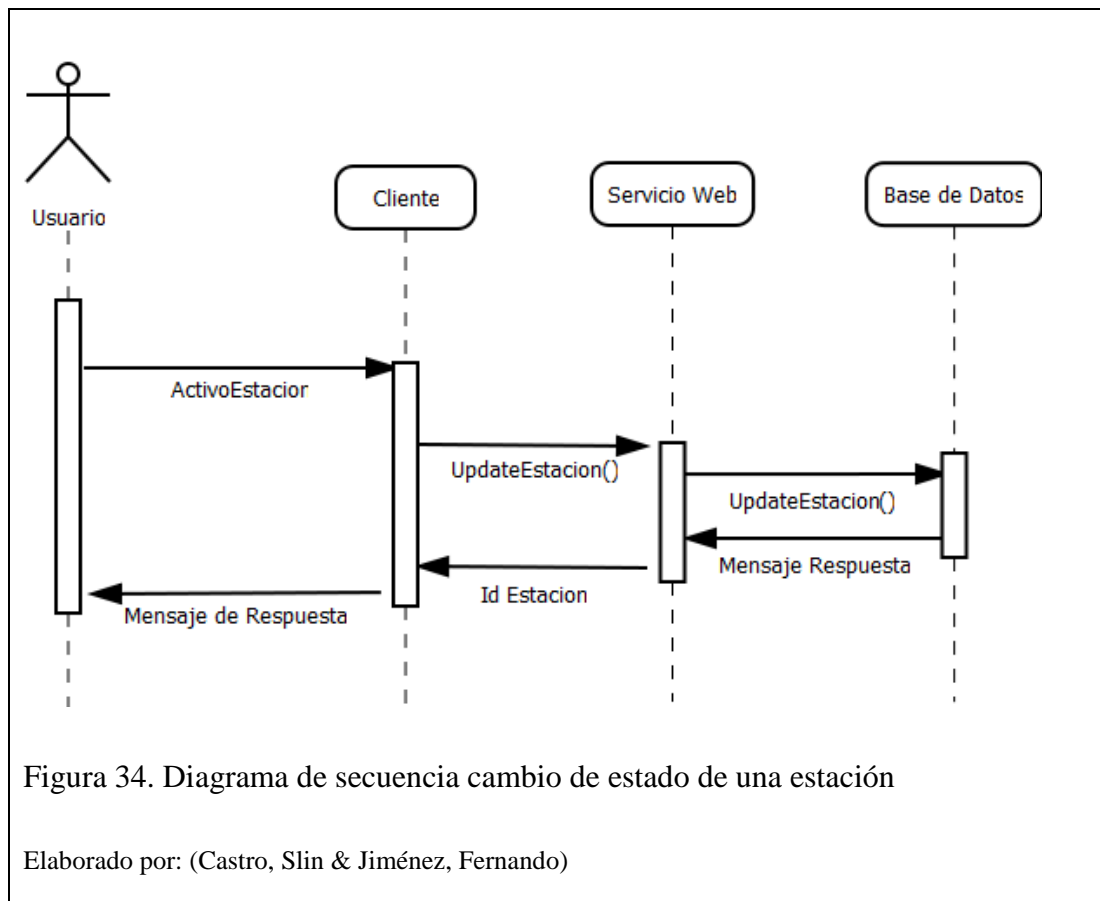 Usuario
Cliente
Servicio Web
Base de Datos
ActivoEstacior
UpdateEstacion()
UpdateEstacion()
Mensaje Respuesta
Id Estacion
Mensaje de Respuesta
Figura 34. Diagrama de secuencia cambio de estado de una estación
Elaborado por: (Castro, Slin & Jiménez, Fernando)